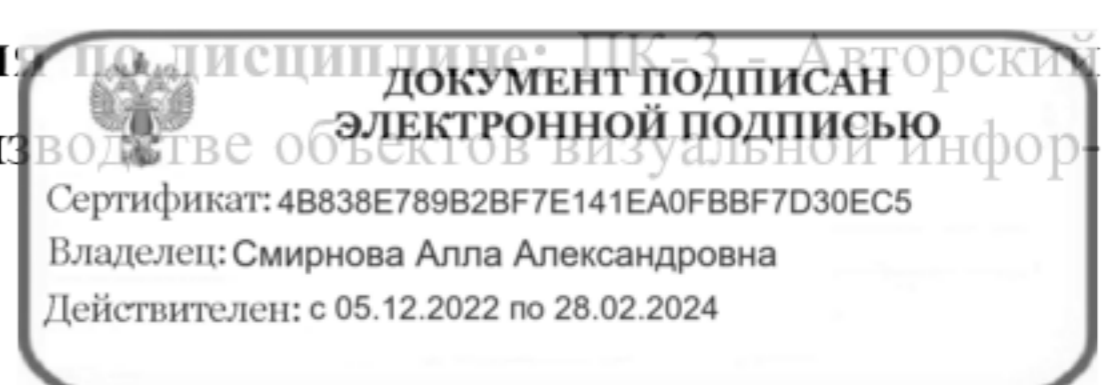 по дисциплине: ПК-3 - Авторский
ДОКУМЕНТ ПОДПИСАН
ЭЛЕКТРОННОЙ ПОДПИСЬЮ
объектов визуальной инфор-
Сертификат: 4B838E789B2BF7E141EA0FBBF7D30EC5
Владелец: Смирнова Алла Александровна
Действителен: с 05.12.2022 по 28.02.2024